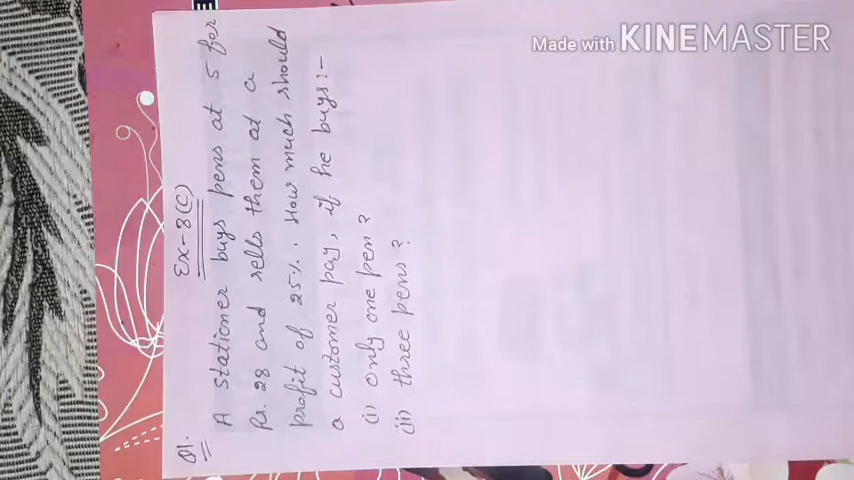 Ex-8(C)
Q1.
A stationer buys pens at 5 for
Rs. 28 and sells them at a
profit of 25%. How much should
a customer pay, if he buys:-
(i) only one pen?
(ii) three pens?
Made with KINEMASTER